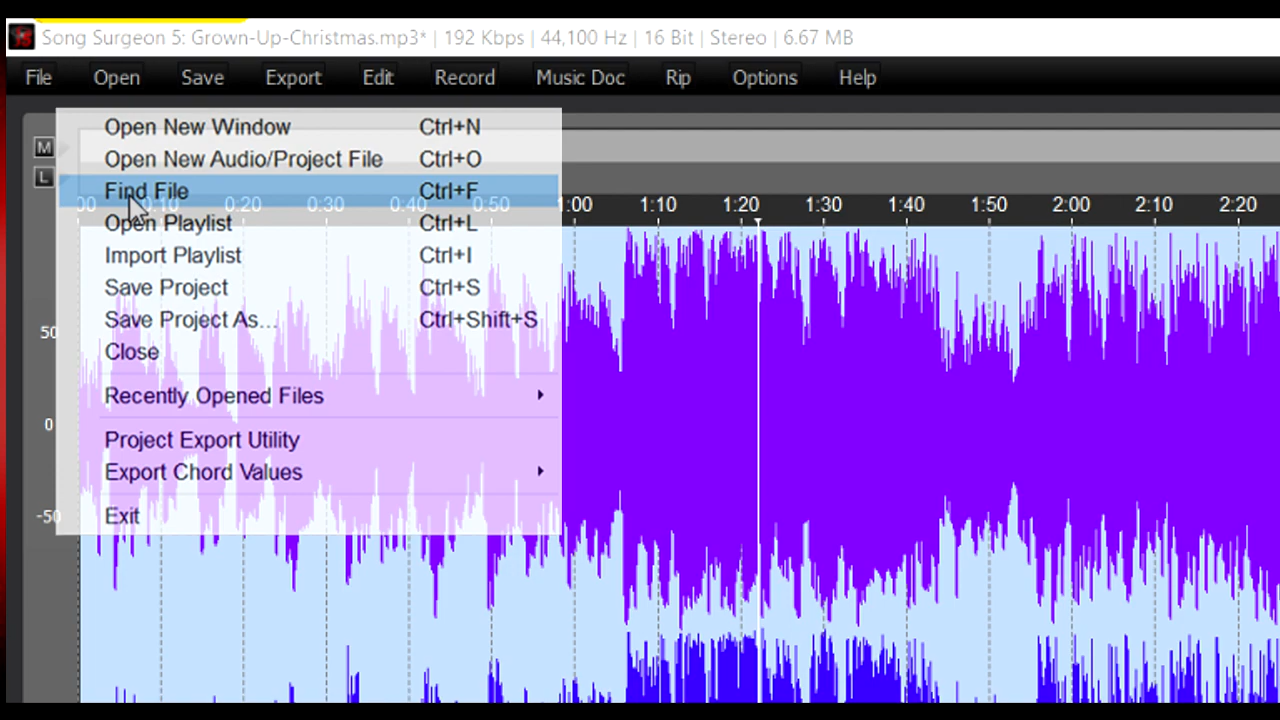 Song Surgeon 5: Grown-Up-Christmas.mp3* | 192 Kbps | 44,100 Hz | 16 Bit | Stereo | 6.67 MB
File Open Save Export Edit Record Music Doc Rip Options Help
Open New Window Ctrl+N
M
Open New Audio/Project File Ctrl+O
L
Find File Ctrl+F
00 0:10 0:20 0:30 0:40 0:50 1:00 1:10 1:20 1:30 1:40 1:50 2:00 2:10 2:20
Open Playlist Ctrl+L
Import Playlist Ctrl+I
Save Project Ctrl+S
Save Project As... Ctrl+Shift+S
50
Close
Recently Opened Files
0
Project Export Utility
Export Chord Values
-50
Exit